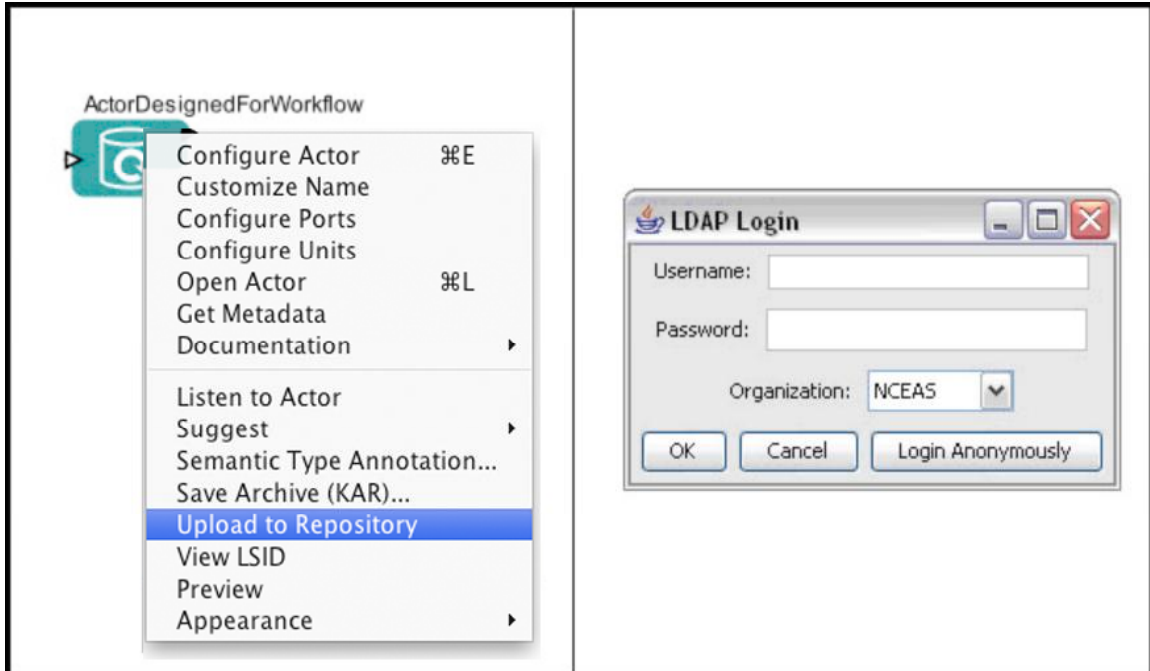 ActorDesignedForWorkflow
Configure Actor ⌘E
Customize Name
Configure Ports
Configure Units
Open Actor ⌘L
Get Metadata
Documentation
Listen to Actor
Suggest
Semantic Type Annotation...
Save Archive (KAR)...
Upload to Repository
View LSID
Preview
Appearance
LDAP Login
Username:
Password:
Organization: NCEAS
OK Cancel Login Anonymously